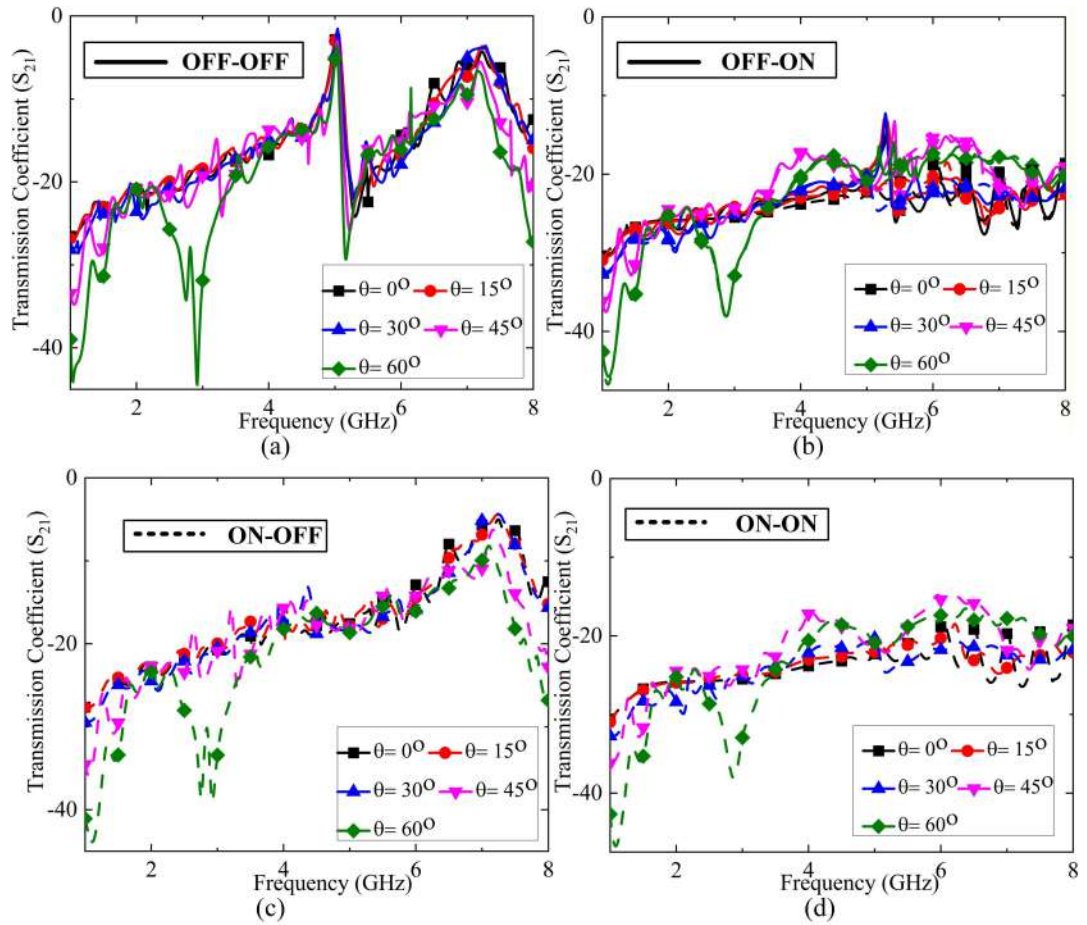 0
-20
-40
Transmission Coefficient (S21)
OFF-OFF
θ= 0O θ= 15O
θ= 30O θ= 45O
θ= 60O
2 4 6 8
Frequency (GHz)
(a)
0
-20
-40
Transmission Coefficient (S21)
OFF-ON
θ= 0O θ= 15O
θ= 30O θ= 45O
θ= 60O
2 4 6 8
Frequency (GHz)
(b)
0
-20
-40
Transmission Coefficient (S21)
ON-OFF
θ= 0O θ= 15O
θ= 30O θ= 45O
θ= 60O
2 4 6 8
Frequency (GHz)
(c)
0
-20
-40
Transmission Coefficient (S21)
ON-ON
θ= 0O θ= 15O
θ= 30O θ= 45O
θ= 60O
2 4 6 8
Frequency (GHz)
(d)